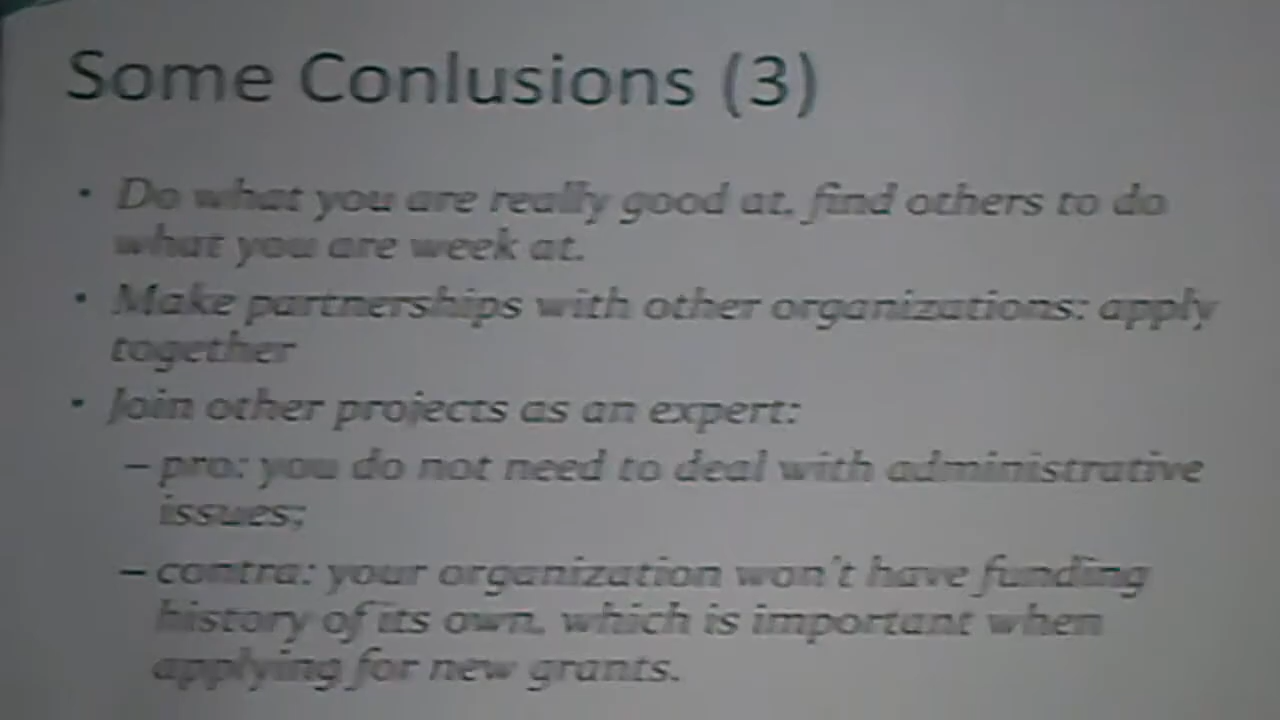 Some Conlusions (3)
• Do what you are really good at, find others to do
what you are week at.
• Make partnerships with other organizations: apply
together
• Join other projects as an expert:
– pro: you do not need to deal with administrative
issues;
– contra: your organization won't have funding
history of its own, which is important when
applying for new grants.